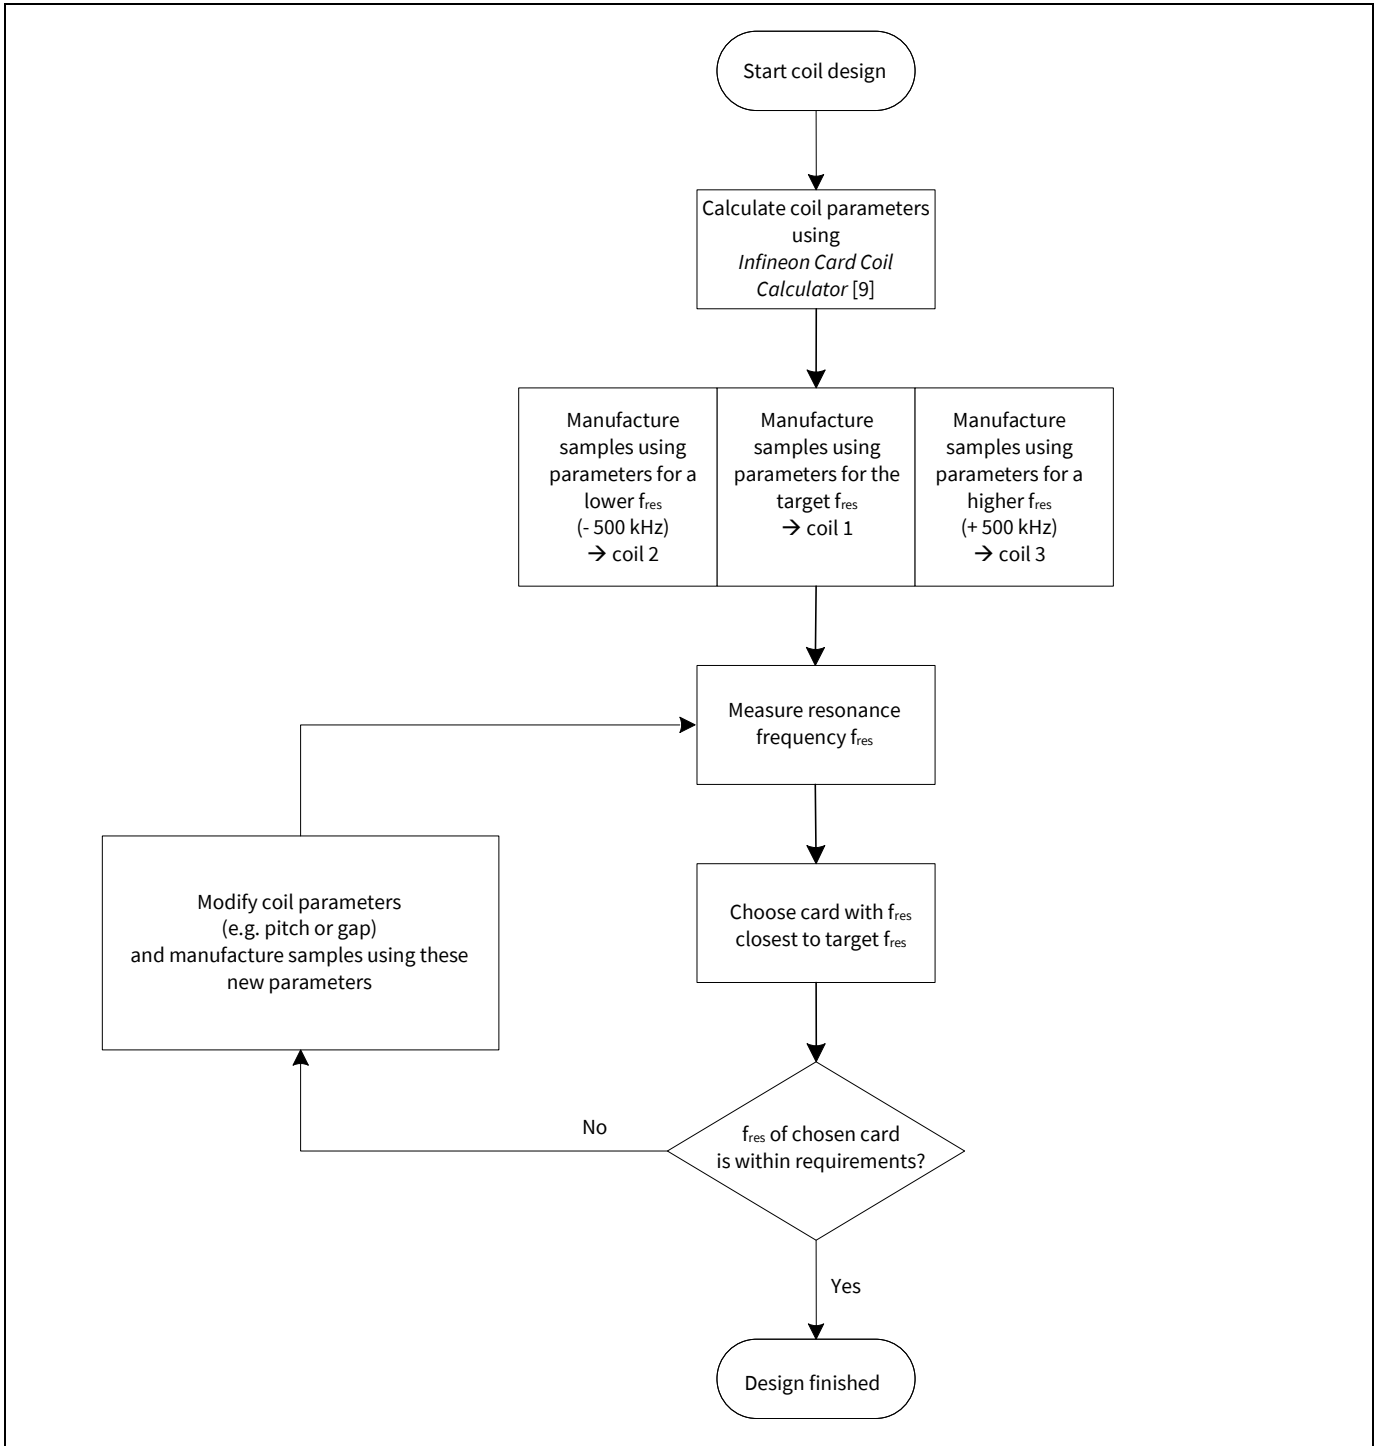 Start coil design
Calculate coil parameters
using
Infineon Card Coil
Calculator [9]
Manufacture
samples using
parameters for a
lower fres
(- 500 kHz)
→ coil 2
Manufacture
samples using
parameters for the
target fres
→ coil 1
Manufacture
samples using
parameters for a
higher fres
(+ 500 kHz)
→ coil 3
Measure resonance
frequency fres
Choose card with fres
closest to target fres
Modify coil parameters
(e.g. pitch or gap)
and manufacture samples using these
new parameters
fres of chosen card
is within requirements?
No
Yes
Design finished